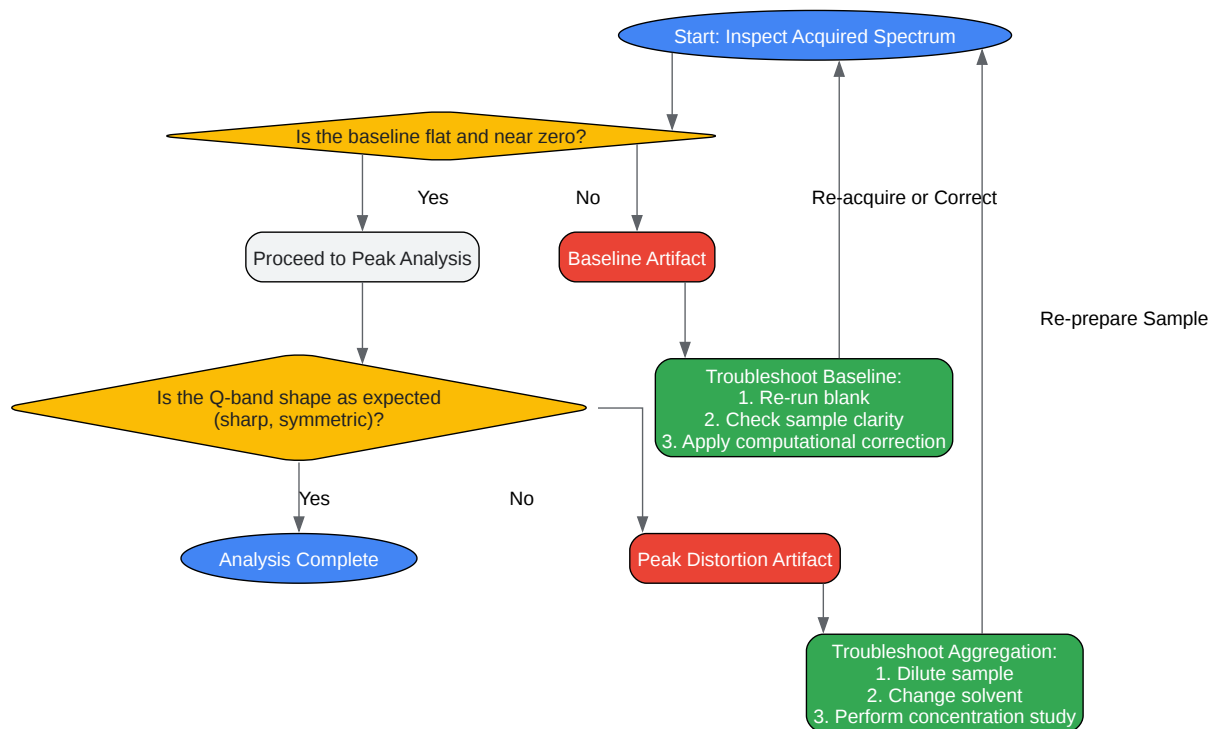 Start: Inspect Acquired Spectrum
Is the baseline flat and near zero?
Yes
No
Re-acquire or Correct
Proceed to Peak Analysis
Baseline Artifact
Re-prepare Sample
Troubleshoot Baseline:
1. Re-run blank
2. Check sample clarity
3. Apply computational correction
Is the Q-band shape as expected
(sharp, symmetric)?
Yes
No
Analysis Complete
Peak Distortion Artifact
Troubleshoot Aggregation:
1. Dilute sample
2. Change solvent
3. Perform concentration study